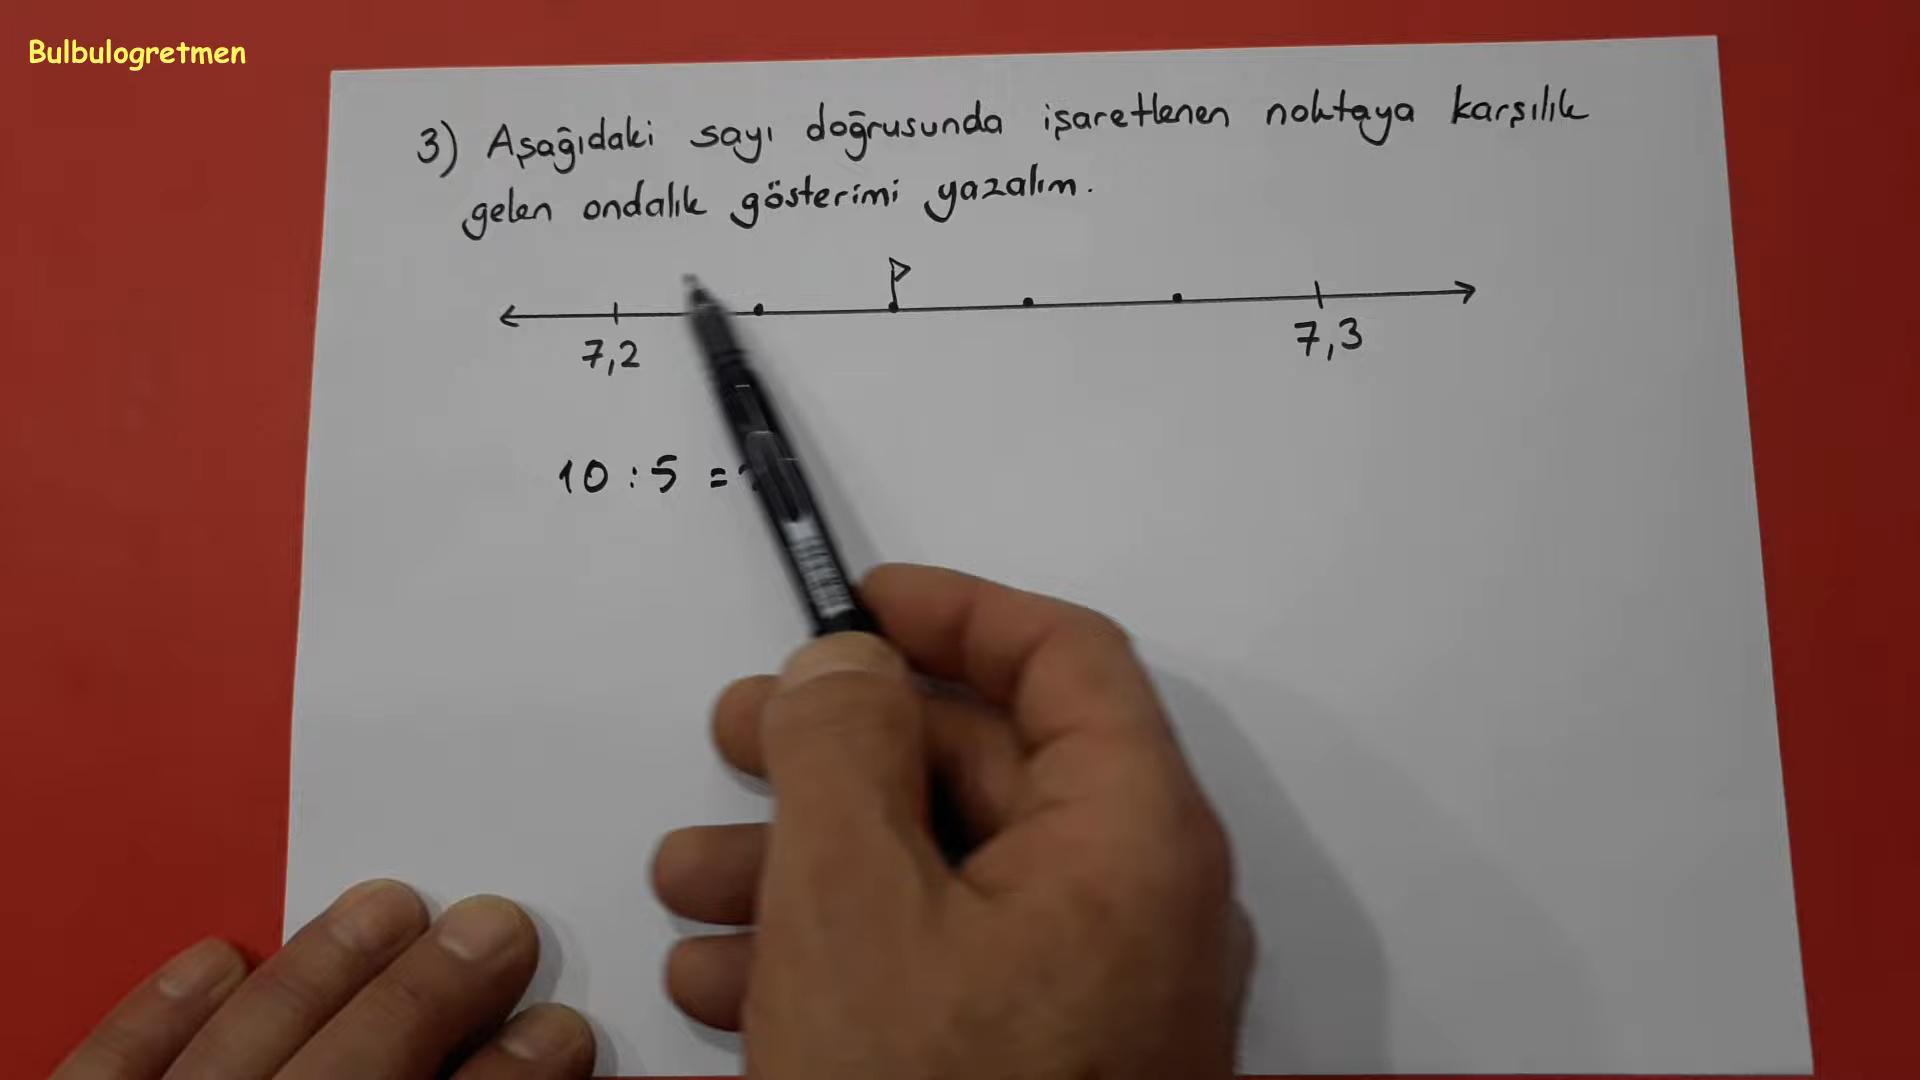 Bulbulogretmen
3) Aşağıdaki sayı doğrusunda işaretlenen noktaya karşılık
gelen ondalık gösterimi yazalım.
7,2 7,3
10 : 5 =